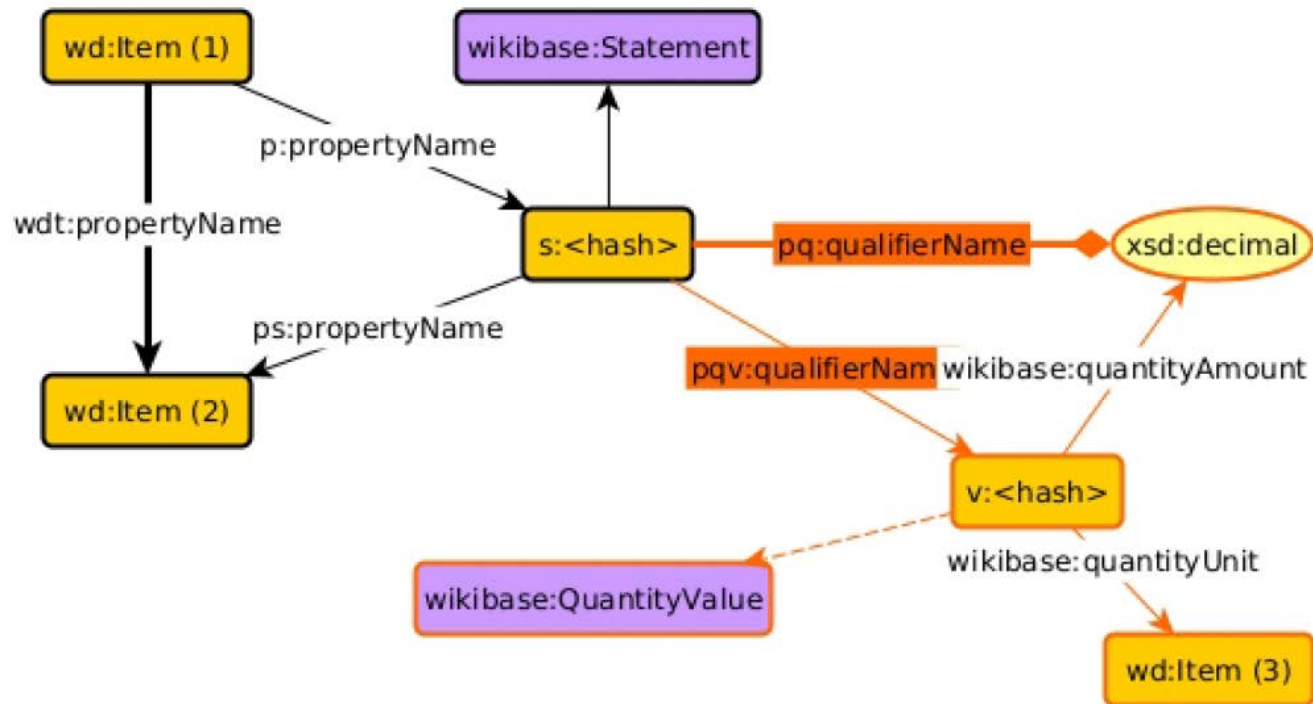 wd:Item (1)
wikibase:Statement
p:propertyName
wdt:propertyName
s:<hash>
pq:qualifierName
xsd:decimal
ps:propertyName
pqv:qualifierNam
wikibase:quantityAmount
wd:Item (2)
v:<hash>
wikibase:quantityUnit
wikibase:QuantityValue
wd:Item (3)